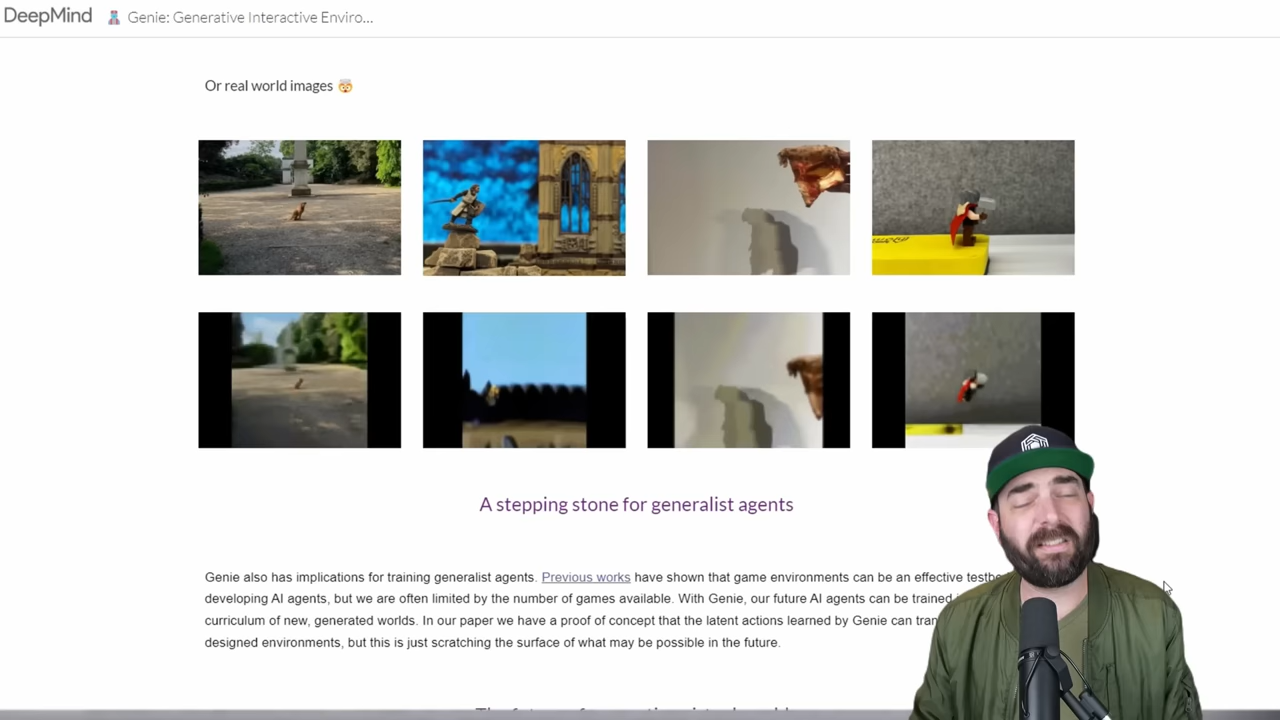 DeepMind
Genie: Generative Interactive Enviro...
Or real world images 🤯
A stepping stone for generalist agents
Genie also has implications for training generalist agents. Previous works have shown that game environments can be an effective
developing AI agents, but we are often limited by the number of games available. With Genie, our future AI agents can be trained
curriculum of new, generated worlds. In our paper we have a proof of concept that the latent actions learned by Genie can
designed environments, but this is just scratching the surface of what may be possible in the future.